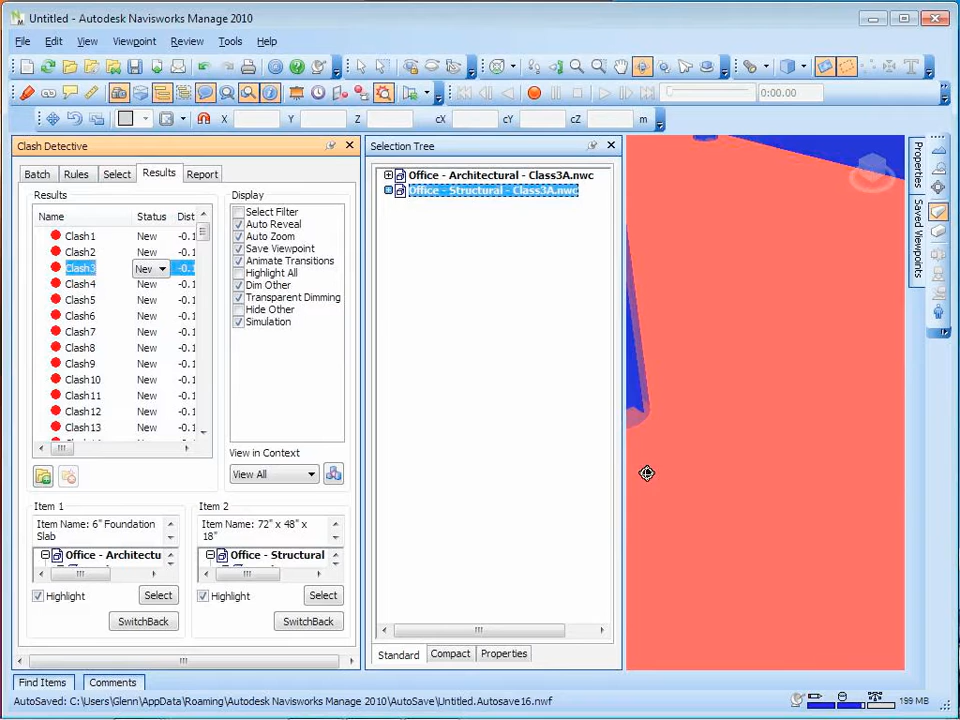 Untitled - Autodesk Navisworks Manage 2010
File Edit View Viewpoint Review Tools Help
0:00.00
X Y Z cX cY cZ m
Clash Detective
Batch Rules Select Results Report
Results
Name Status Dist
Clash1 New -0.1
Clash2 New -0.1
Clash3 New -0.1
Clash4 New -0.1
Clash5 New -0.1
Clash6 New -0.1
Clash7 New -0.1
Clash8 New -0.1
Clash9 New -0.1
Clash10 New -0.1
Clash11 New -0.1
Clash12 New -0.1
Clash13 New -0.1
Display
Select Filter
Auto Reveal
Auto Zoom
Save Viewpoint
Animate Transitions
Highlight All
Dim Other
Transparent Dimming
Hide Other
Simulation
View in Context
View All
Item 1
Item Name: 6" Foundation
Slab
Office - Architectu
Highlight Select
SwitchBack
Item 2
Item Name: 72" x 48" x
18"
Office - Structural
Highlight Select
SwitchBack
Selection Tree
Office - Architectural - Class3A.nwc
Office - Structural - Class3A.nwc
Standard Compact Properties
Properties
Saved Viewpoints
Find Items Comments
AutoSaved: C:\Users\Glenn\AppData\Roaming\Autodesk Navisworks Manage 2010\AutoSave\Untitled.Autosave16.nwf
199 MB